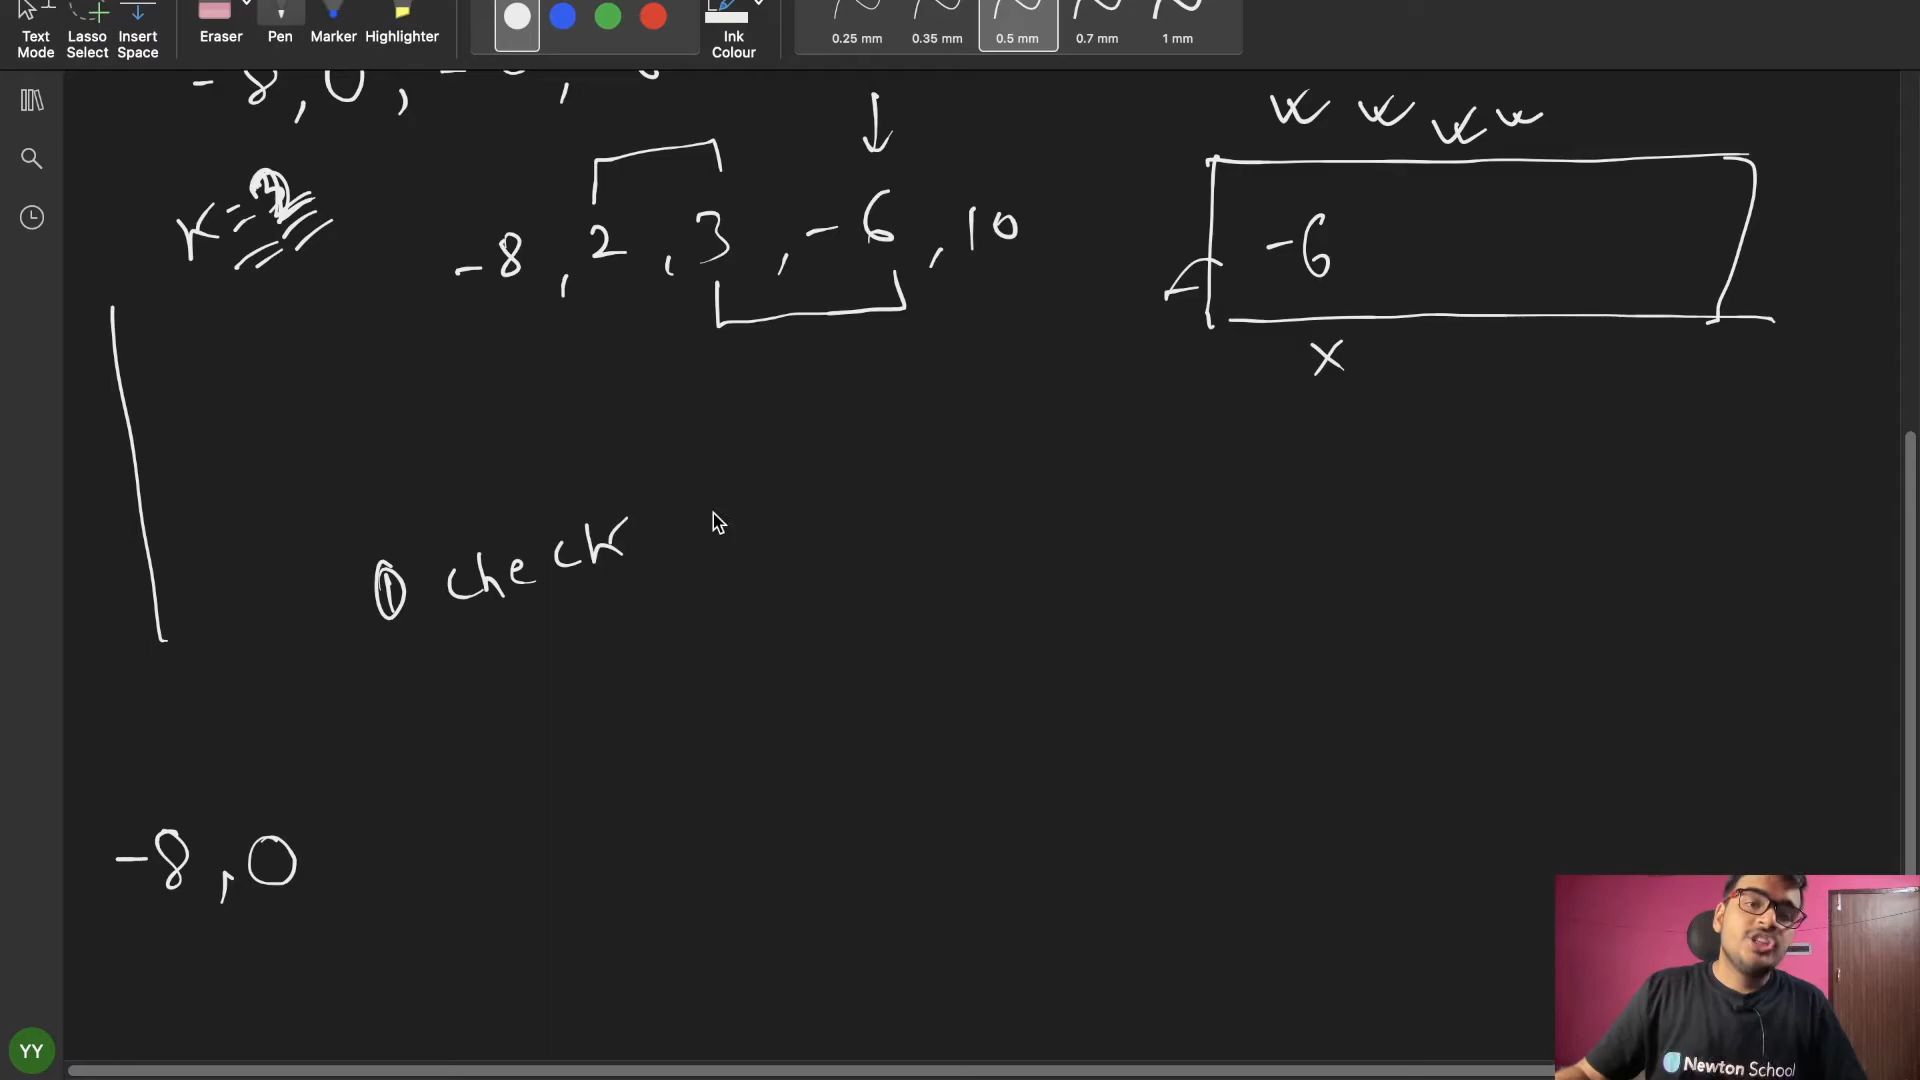 Text Mode
Lasso Select
Insert Space
Eraser
Pen
Marker
Highlighter
Ink Colour
0.25 mm
0.35 mm
0.5 mm
0.7 mm
1 mm
-8, 0,
K=
-8, 2, 3, -6, 10
-6
x
① check
-8, 0
YY
Newton School